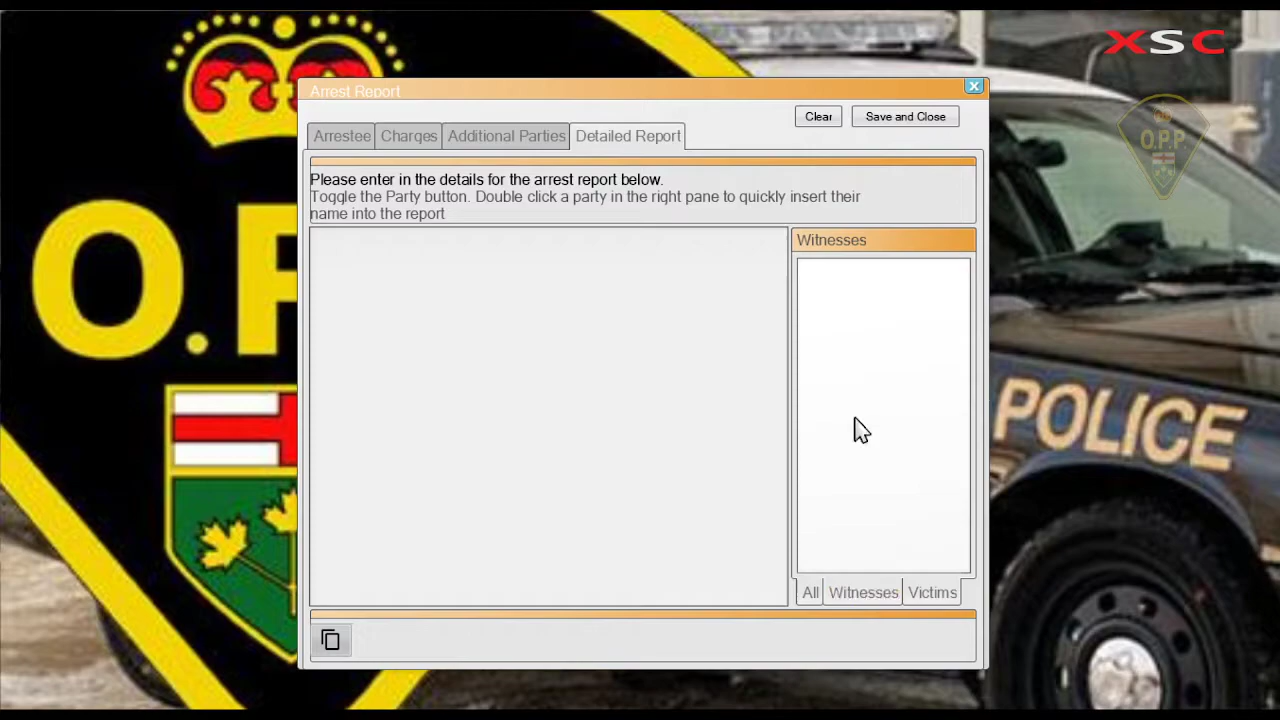 XSC
O.P.P.
O.P
Arrest Report
Clear
Save and Close
Arrestee
Charges
Additional Parties
Detailed Report
Please enter in the details for the arrest report below.
Toggle the Party button. Double click a party in the right pane to quickly insert their
name into the report
Witnesses
All
Witnesses
Victims
POLICE